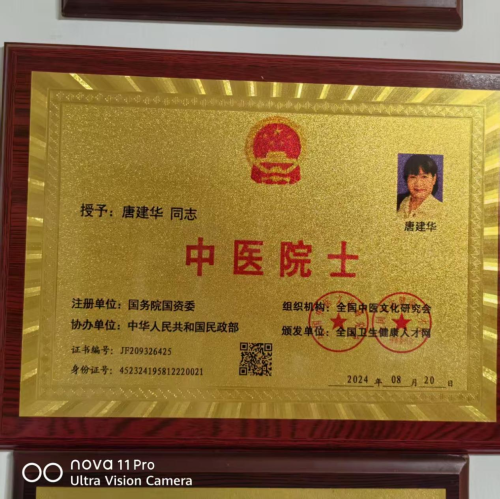 授予：唐建华 同志
唐建华
中医院士
注册单位：国务院国资委
协办单位：中华人民共和国民政部
证书编号：JF209326425
身份证号：452324195812220021
组织机构：全国中医文化研究会
颁发单位：全国卫生健康人才网
2024 年 08 月 20 日
nova 11 Pro
Ultra Vision Camera